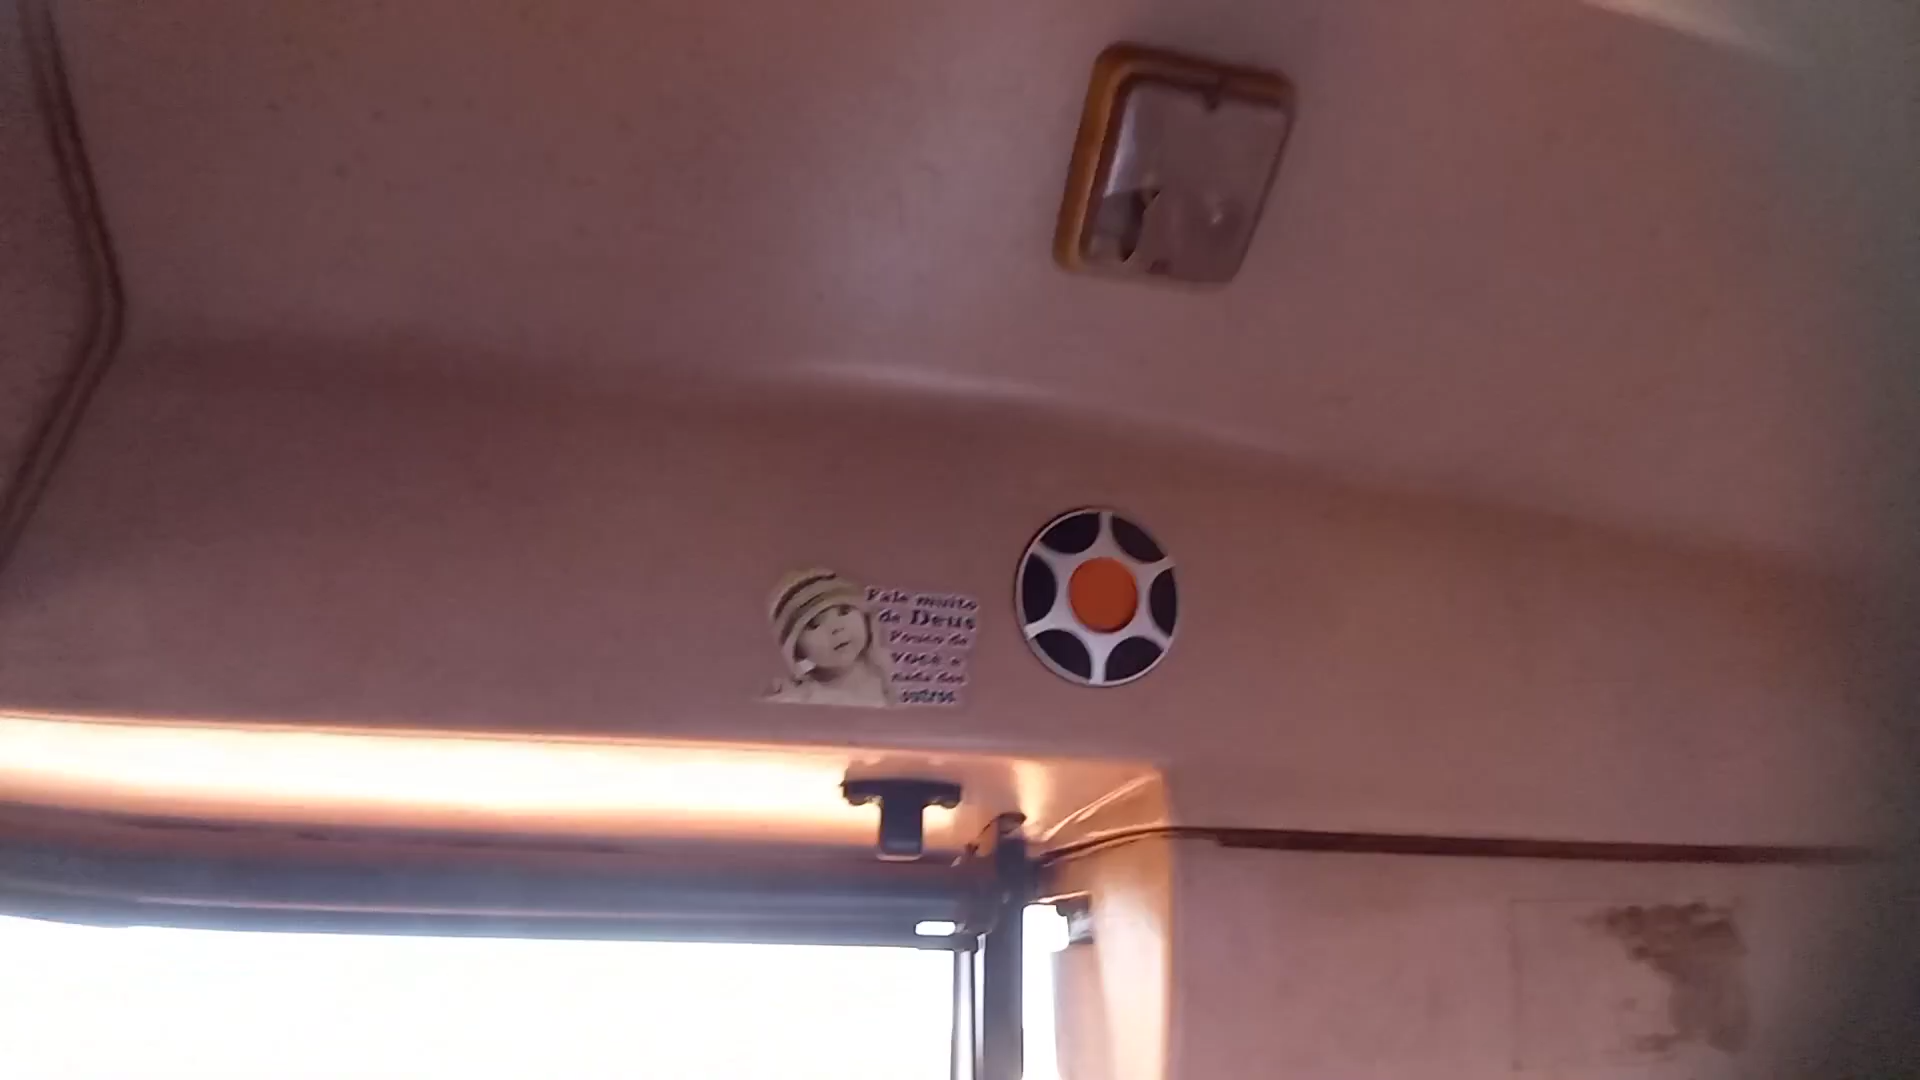 Fale muito
de Deus
Pouco de
você e
nada dos
outros